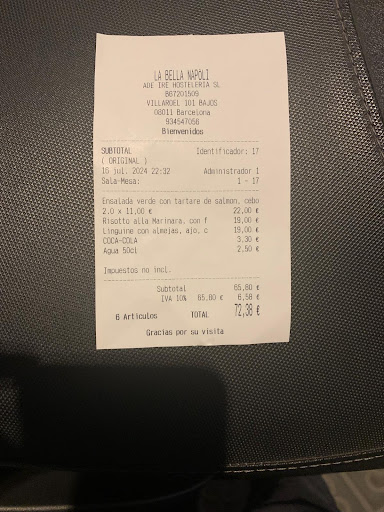 LA BELLA NAPOLI
ADE IRE HOSTELERIA SL
B67201509
VILLAROEL 101 BAJOS
08011 Barcelona
934547056
Bienvenidos
SUBTOTAL Identificador: 17
( ORIGINAL )
16 jul. 2024 22:32 Administrador 1
Sala-Mesa: 1 - 17
Ensalada verde con tartare de salmon, cebo
2.0 x 11,00 € 22,00 €
Risotto alla Marinara, con f 19,00 €
Linguine con almejas, ajo, c 19,00 €
COCA-COLA 3,30 €
Agua 50cl 2,50 €
Impuestos no incl.
Subtotal 65,80 €
IVA 10% 65,80 € 6,58 €
6 Articulos TOTAL 72,38 €
Gracias por su visita